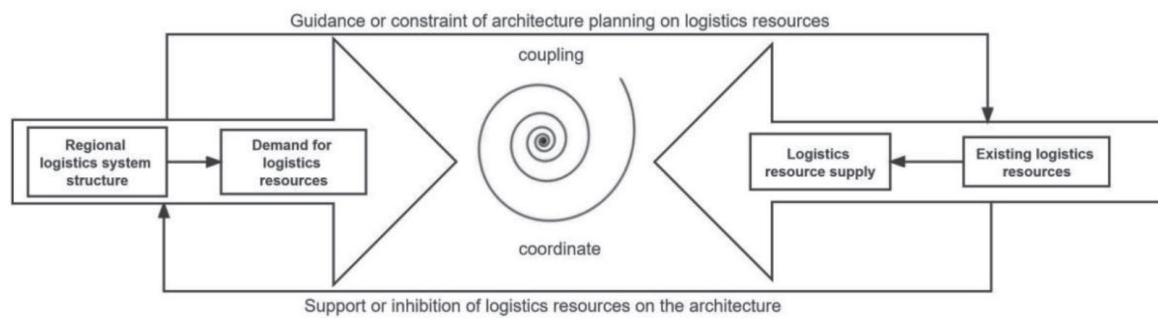 Guidance or constraint of architecture planning on logistics resources
coupling
Regional
logistics system
structure
Demand for
logistics
resources
Logistics
resource supply
Existing logistics
resources
coordinate
Support or inhibition of logistics resources on the architecture